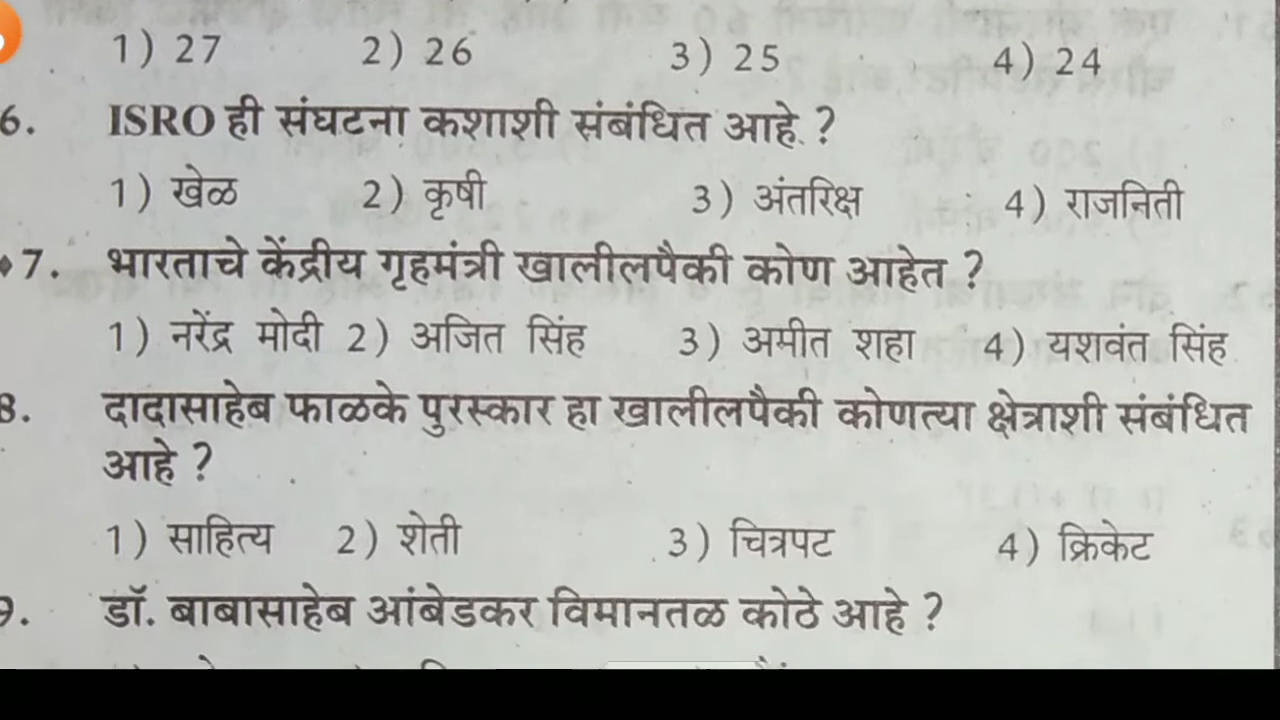 1) 27 2) 26 3) 25 4) 24
6. ISRO ही संघटना कशाशी संबंधित आहे. ?
1) खेळ 2) कृषी 3) अंतरिक्ष 4) राजनिती
7. भारताचे केंद्रीय गृहमंत्री खालीलपैकी कोण आहेत ?
1) नरेंद्र मोदी 2) अजित सिंह 3) अमीत शहा 4) यशवंत सिंह
8. दादासाहेब फाळके पुरस्कार हा खालीलपैकी कोणत्या क्षेत्राशी संबंधित
आहे ?
1) साहित्य 2) शेती 3) चित्रपट 4) क्रिकेट
9. डॉ. बाबासाहेब आंबेडकर विमानतळ कोठे आहे ?